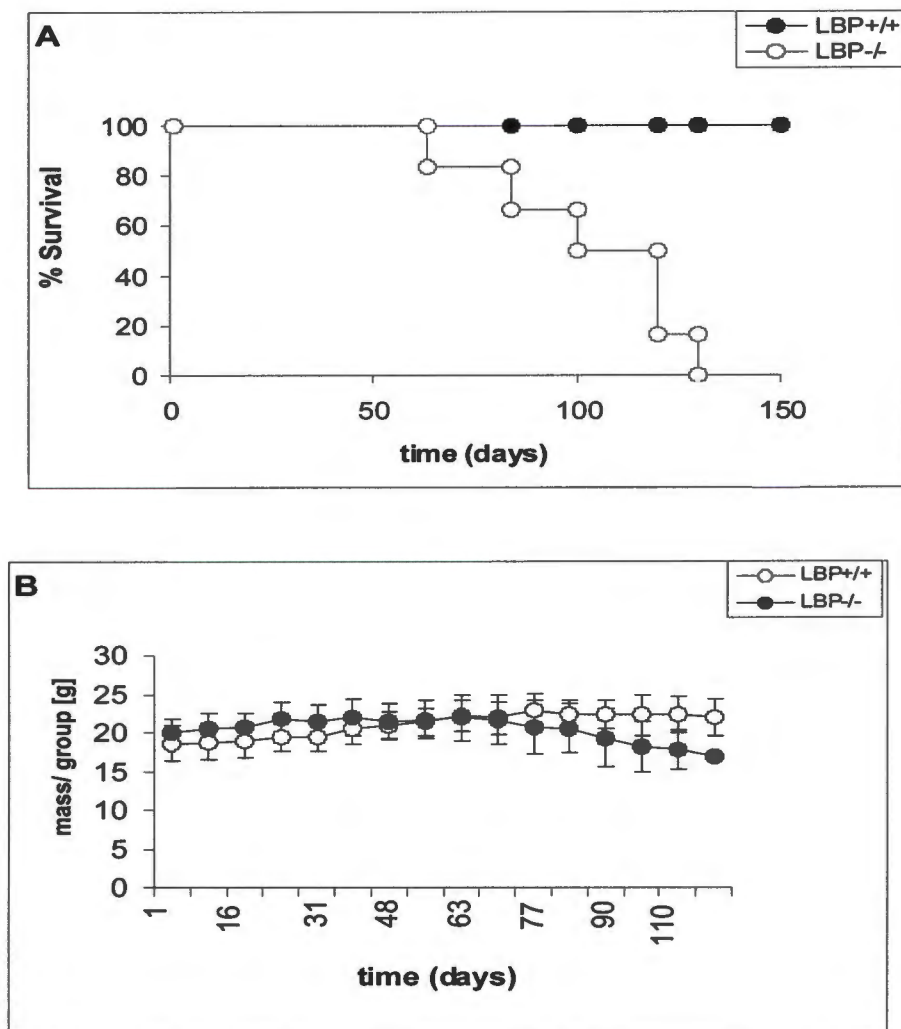 A
LBP+/+
LBP-/-
100
80
60
40
20
0
% Survival
0 50 100 150
time (days)
B
LBP+/+
LBP-/-
30
25
20
15
10
5
0
mass/ group [g]
1 16 31 48 63 77 90 110
time (days)